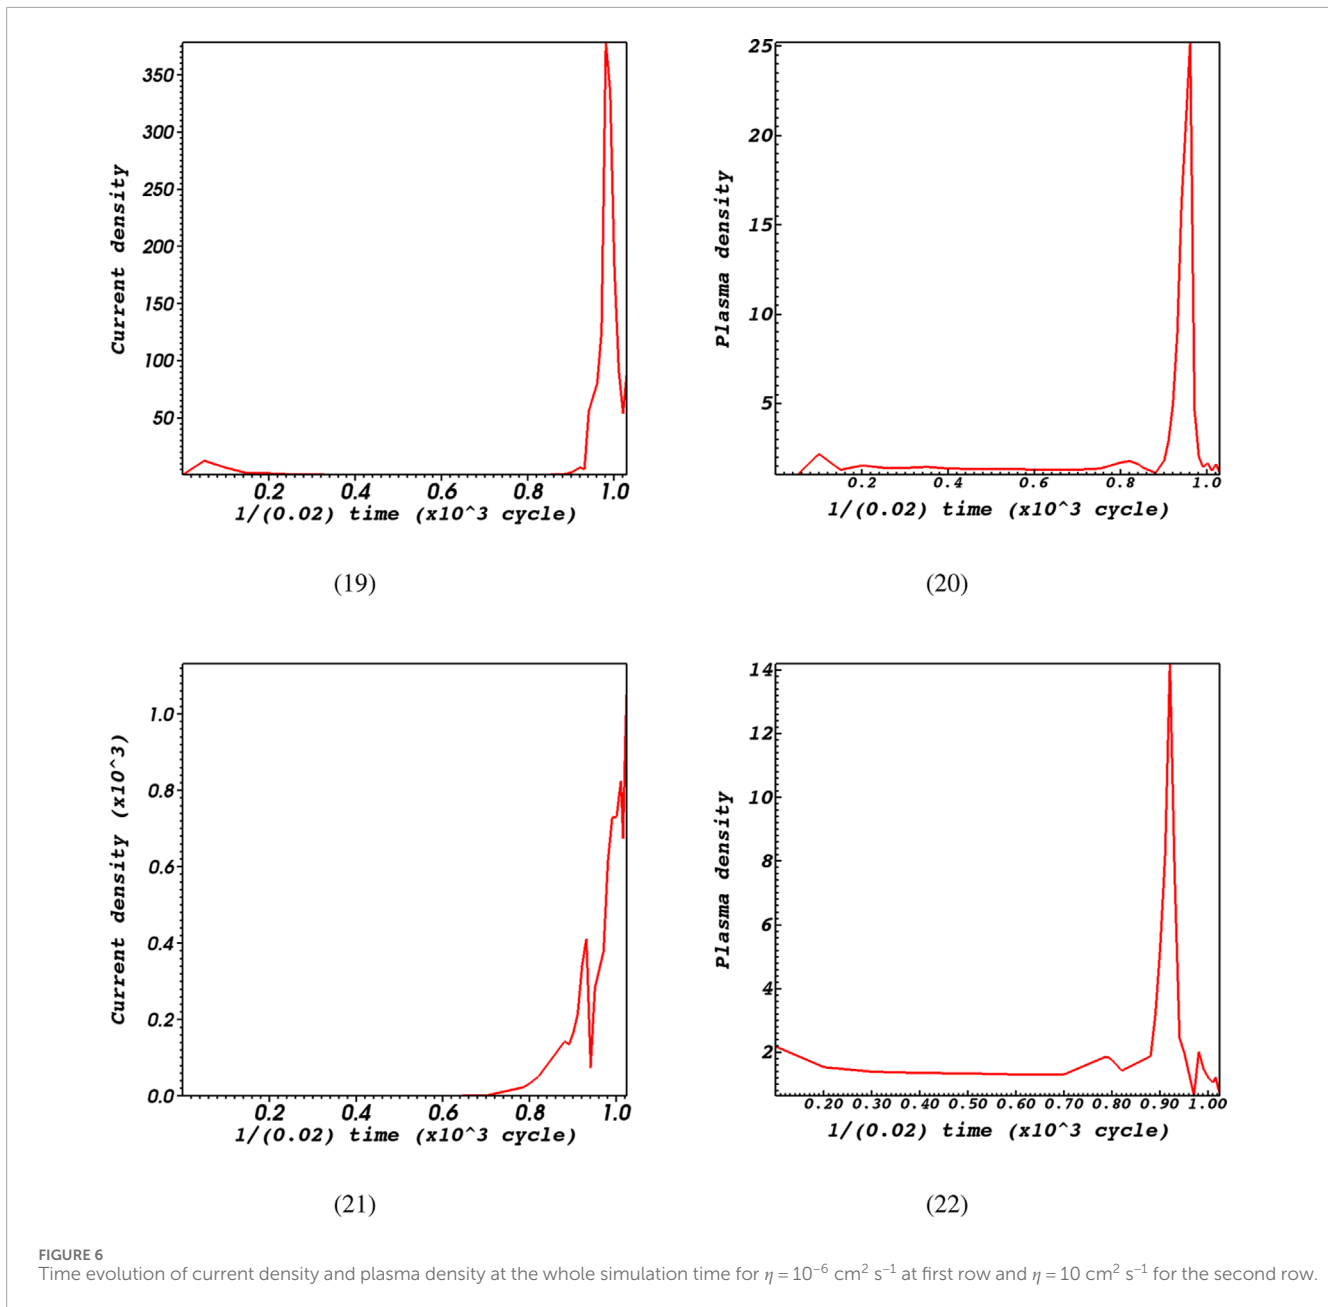 350
300
250
200
150
100
50
Current density
0.2 0.4 0.6 0.8 1.0
1/(0.02) time (x10^3 cycle)
(19)
25
20
15
10
5
Plasma density
0.2 0.4 0.6 0.8 1.0
1/(0.02) time (x10^3 cycle)
(20)
1.0
0.8
0.6
0.4
0.2
0.0
Current density (x10^3)
0.2 0.4 0.6 0.8 1.0
1/(0.02) time (x10^3 cycle)
(21)
14
12
10
8
6
4
2
Plasma density
0.20 0.30 0.40 0.50 0.60 0.70 0.80 0.90 1.00
1/(0.02) time (x10^3 cycle)
(22)
FIGURE 6
Time evolution of current density and plasma density at the whole simulation time for η = 10⁻⁶ cm² s⁻¹ at first row and η = 10 cm² s⁻¹ for the second row.